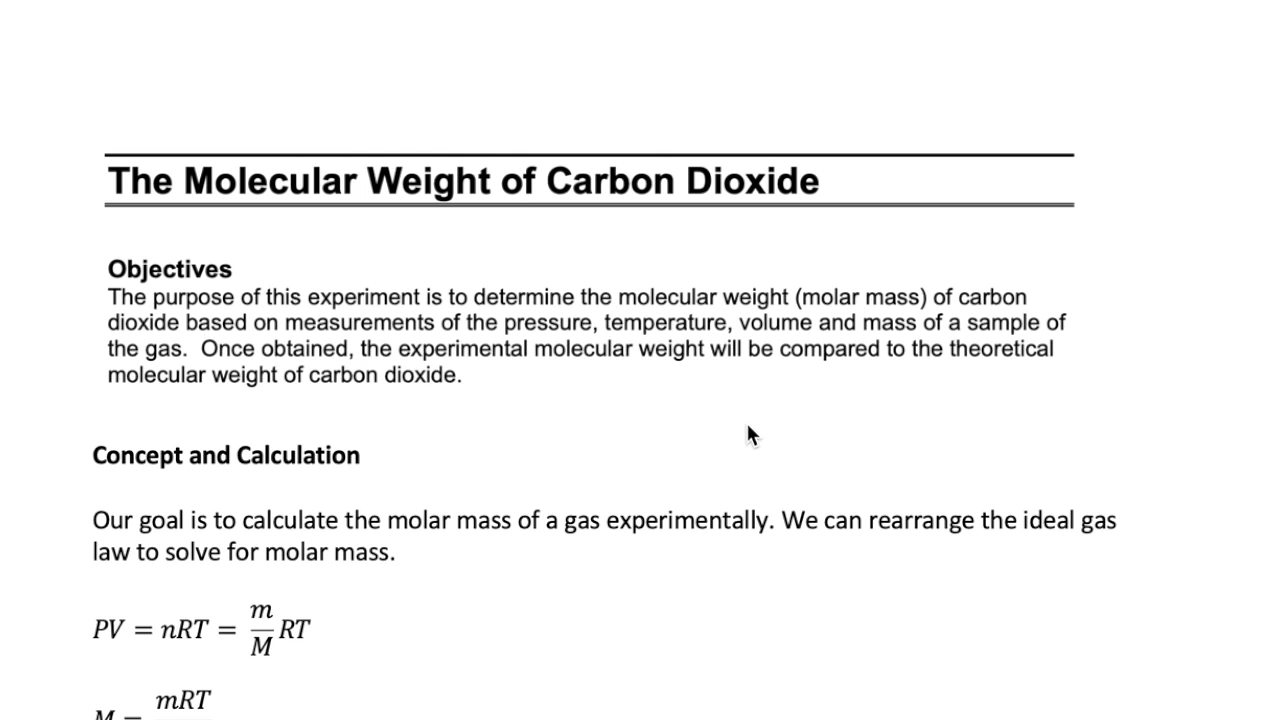 The Molecular Weight of Carbon Dioxide
Objectives
The purpose of this experiment is to determine the molecular weight (molar mass) of carbon
dioxide based on measurements of the pressure, temperature, volume and mass of a sample of
the gas.  Once obtained, the experimental molecular weight will be compared to the theoretical
molecular weight of carbon dioxide.
Concept and Calculation
Our goal is to calculate the molar mass of a gas experimentally. We can rearrange the ideal gas
law to solve for molar mass.
PV = nRT = m/M RT
M = mRT